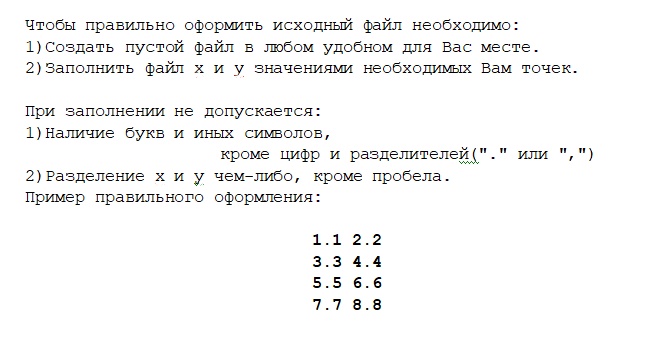 Чтобы правильно оформить исходный файл необходимо:
1)Создать пустой файл в любом удобном для Вас месте.
2)Заполнить файл x и y значениями необходимых Вам точек.
При заполнении не допускается:
1)Наличие букв и иных символов,
кроме цифр и разделителей("." или ",")
2)Разделение x и y чем-либо, кроме пробела.
Пример правильного оформления:
1.1 2.2
3.3 4.4
5.5 6.6
7.7 8.8